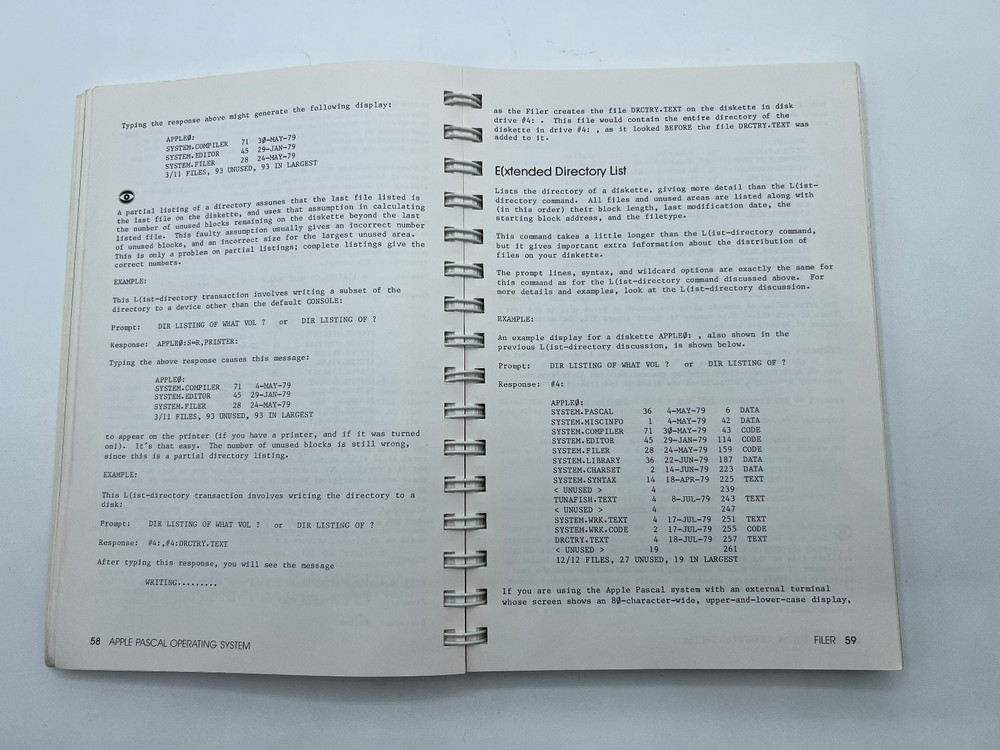 Typing the response above might generate the following display:
APPLE0:
SYSTEM.COMPILER 71 30-MAY-79
SYSTEM.EDITOR 45 29-JAN-79
SYSTEM.FILER 28 24-MAY-79
3/11 FILES, 93 UNUSED, 93 IN LARGEST
A partial listing of a directory assumes that the last file listed is
the last file on the diskette, and uses that assumption in calculating
the number of unused blocks remaining on the diskette beyond the last
listed file. This faulty assumption usually gives an incorrect number
of unused blocks, and an incorrect size for the largest unused area.
This is only a problem on partial listings; complete listings give the
correct numbers.
EXAMPLE:
This L(ist-directory transaction involves writing a subset of the
directory to a device other than the default CONSOLE:
Prompt: DIR LISTING OF WHAT VOL ? or DIR LISTING OF ?
Response: APPLE0:S=R,PRINTER:
Typing the above response causes this message:
APPLE0:
SYSTEM.COMPILER 71 4-MAY-79
SYSTEM.EDITOR 45 29-JAN-79
SYSTEM.FILER 28 24-MAY-79
3/11 FILES, 93 UNUSED, 93 IN LARGEST
to appear on the printer (if you have a printer, and if it was turned
on). It's that easy. The number of unused blocks is still wrong,
since this is a partial directory listing.
EXAMPLE:
This L(ist-directory transaction involves writing the directory to a
disk:
Prompt: DIR LISTING OF WHAT VOL ? or DIR LISTING OF ?
Response: #4:,#4:DRCTRY.TEXT
After typing this response, you will see the message
WRITING.........
58 APPLE PASCAL OPERATING SYSTEM
as the Filer creates the file DRCTRY.TEXT on the diskette in disk
drive #4: . This file would contain the entire directory of the
diskette in drive #4: , as it looked BEFORE the file DRCTRY.TEXT was
added to it.
E(xtended Directory List
Lists the directory of a diskette, giving more detail than the L(ist-
directory command. All files and unused areas are listed along with
(in this order) their block length, last modification date, the
starting block address, and the filetype.
This command takes a little longer than the L(ist-directory command,
but it gives important extra information about the distribution of
files on your diskette.
The prompt lines, syntax, and wildcard options are exactly the same for
this command as for the L(ist-directory command discussed above. For
more details and examples, look at the L(ist-directory discussion.
EXAMPLE:
An example display for a diskette APPLE0: , also shown in the
previous L(ist-directory discussion, is shown below.
Prompt: DIR LISTING OF WHAT VOL ? or DIR LISTING OF ?
Response: #4:
APPLE0:
SYSTEM.PASCAL 36 4-MAY-79 6 DATA
SYSTEM.MISCINFO 1 4-MAY-79 42 DATA
SYSTEM.COMPILER 71 30-MAY-79 43 CODE
SYSTEM.EDITOR 45 29-JAN-79 114 CODE
SYSTEM.FILER 28 24-MAY-79 159 CODE
SYSTEM.LIBRARY 36 22-JUN-79 187 DATA
SYSTEM.CHARSET 2 14-JUN-79 223 DATA
SYSTEM.SYNTAX 14 18-APR-79 225 TEXT
< UNUSED > 4 239
TUNAFISH.TEXT 4 8-JUL-79 243 TEXT
< UNUSED > 4 247
SYSTEM.WRK.TEXT 4 17-JUL-79 251 TEXT
SYSTEM.WRK.CODE 2 17-JUL-79 255 CODE
DRCTRY.TEXT 4 18-JUL-79 257 TEXT
< UNUSED > 19 261
12/12 FILES, 27 UNUSED, 19 IN LARGEST
If you are using the Apple Pascal system with an external terminal
whose screen shows an 80-character-wide, upper-and-lower-case display,
FILER 59